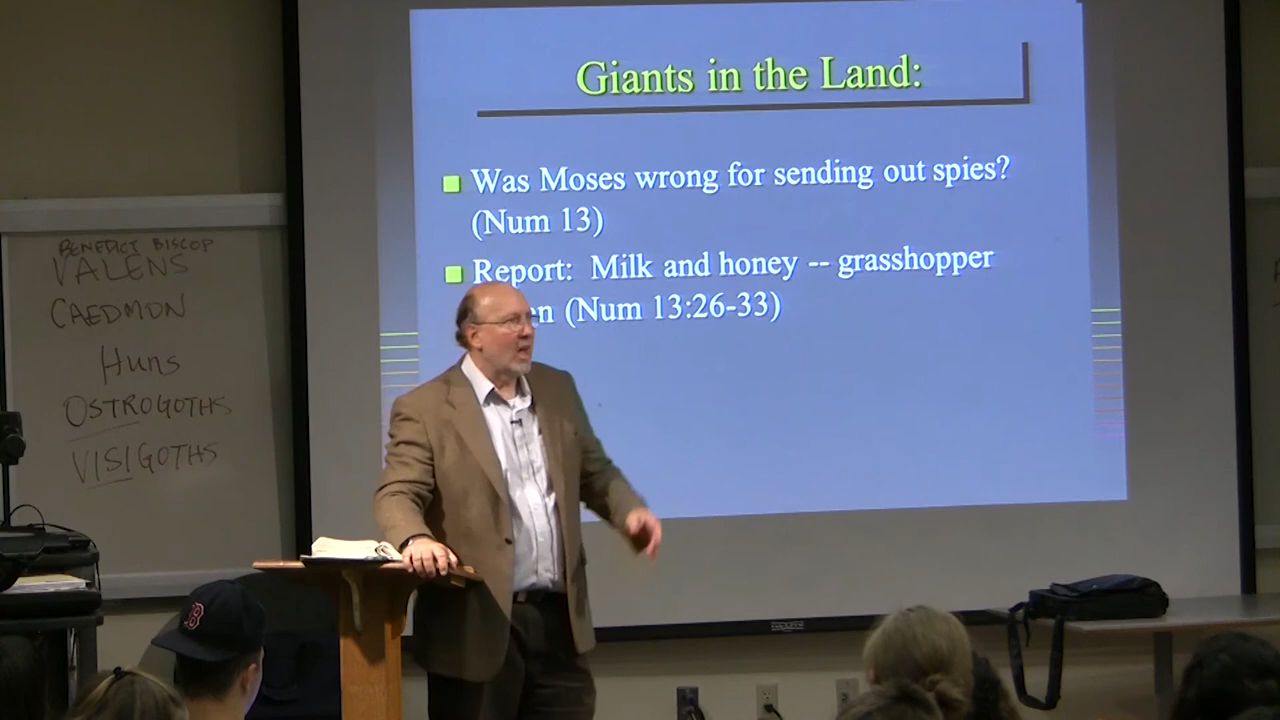 Giants in the Land:
Was Moses wrong for sending out spies?
(Num 13)
Report: Milk and honey -- grasshopper
en (Num 13:26-33)
BENEDICT BISCOP
VALENS
CAEDMON
Huns
OSTROGOTHS
VISIGOTHS
B